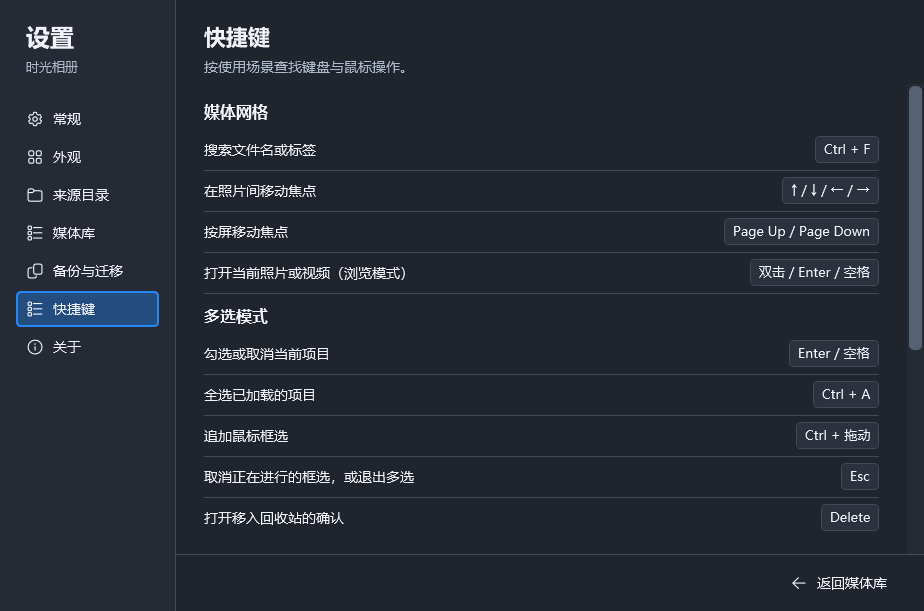 设置
时光相册
常规
外观
来源目录
媒体库
备份与迁移
快捷键
关于
快捷键
按使用场景查找键盘与鼠标操作。
媒体网格
搜索文件名或标签 Ctrl + F
在照片间移动焦点 ↑ / ↓ / ← / →
按屏移动焦点 Page Up / Page Down
打开当前照片或视频（浏览模式） 双击 / Enter / 空格
多选模式
勾选或取消当前项目 Enter / 空格
全选已加载的项目 Ctrl + A
追加鼠标框选 Ctrl + 拖动
取消正在进行的框选，或退出多选 Esc
打开移入回收站的确认 Delete
← 返回媒体库